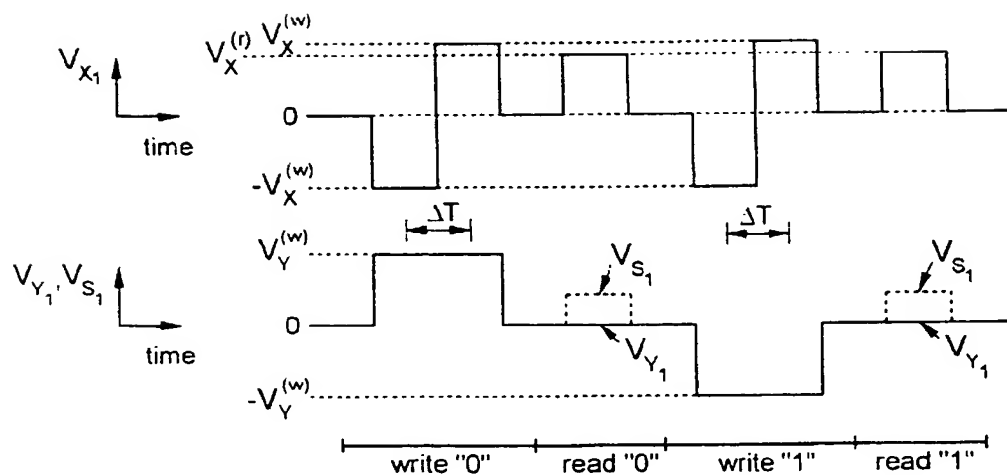 V_X^(w)
V_X^(r)
V_X₁
0
time
-V_X^(w)
ΔT ΔT
V_Y^(w)
V_S₁ V_S₁
V_Y₁, V_S₁
0
V_Y₁ V_Y₁
time
-V_Y^(w)
write "0" read "0" write "1" read "1"